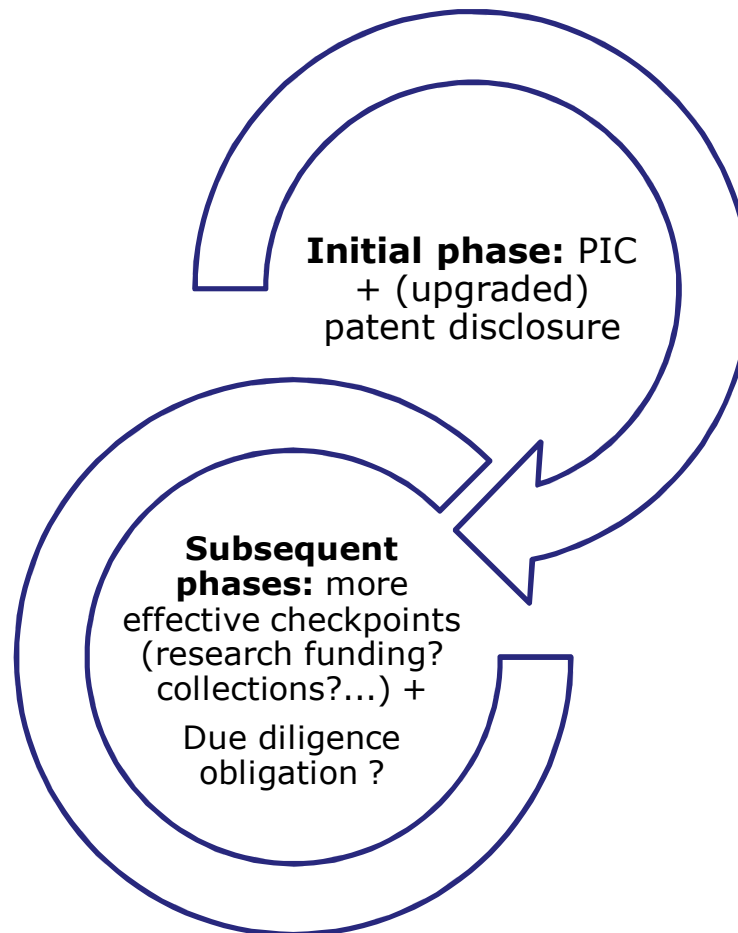 Initial phase: PIC
+ (upgraded)
patent disclosure
Subsequent
phases: more
effective checkpoints
(research funding?
collections?...) +
Due diligence
obligation ?